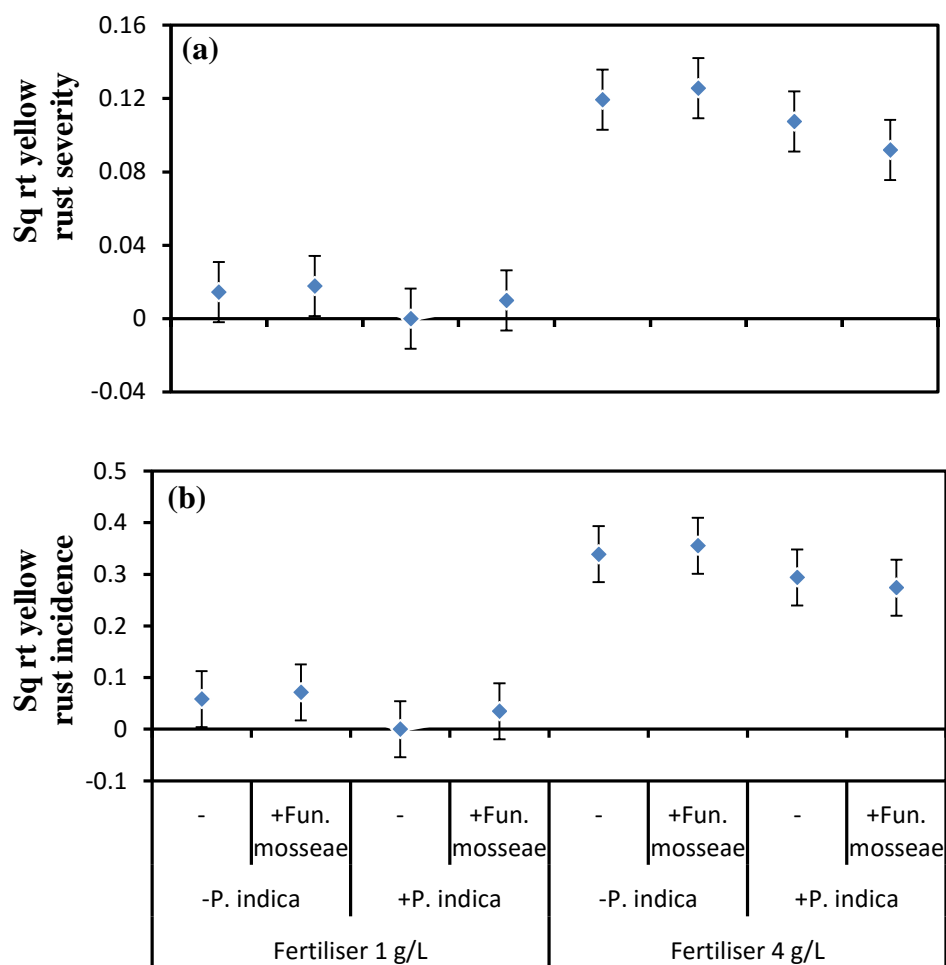 (a)
Sq rt yellow
rust severity
0.16
0.12
0.08
0.04
0
-0.04
(b)
Sq rt yellow
rust incidence
0.5
0.4
0.3
0.2
0.1
0
-0.1
- +Fun. mosseae - +Fun. mosseae - +Fun. mosseae - +Fun. mosseae
-P. indica +P. indica -P. indica +P. indica
Fertiliser 1 g/L Fertiliser 4 g/L